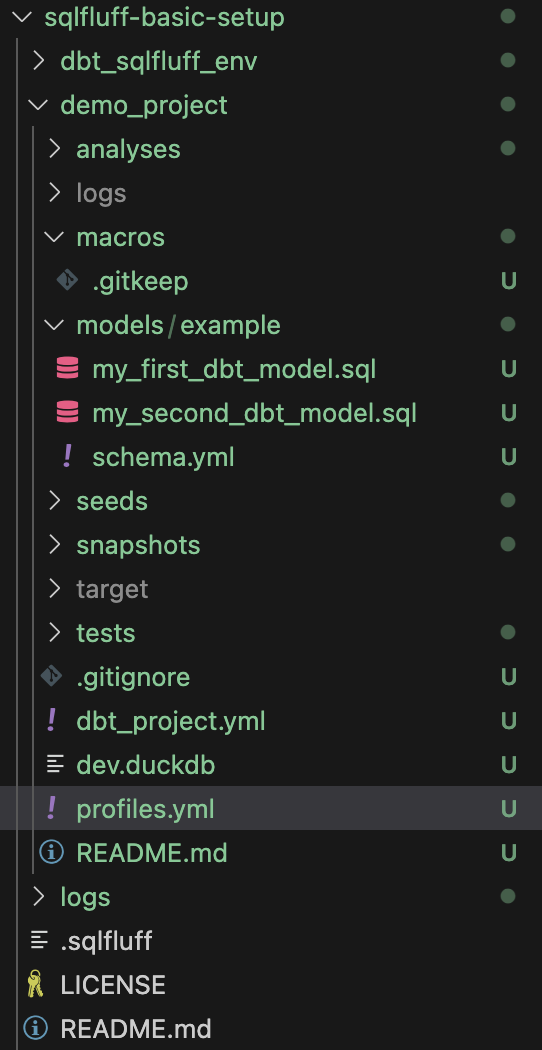 sqlfluff-basic-setup
dbt_sqlfluff_env
demo_project
analyses
logs
macros
.gitkeep U
models/example
my_first_dbt_model.sql U
my_second_dbt_model.sql U
! schema.yml U
seeds
snapshots
target
tests
.gitignore U
! dbt_project.yml U
dev.duckdb U
! profiles.yml U
README.md U
logs
.sqlfluff
LICENSE
README.md